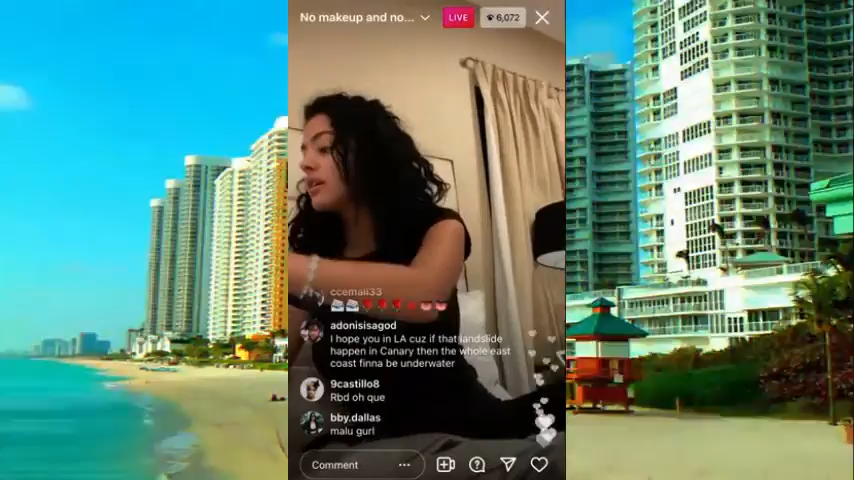 No makeup and no...
LIVE
6,072
ccemali33
adonisisagod
I hope you in LA cuz if that landslide
happen in Canary then the whole east
coast finna be underwater
9castillo8
Rbd oh que
bby.dallas
malu gurl
Comment